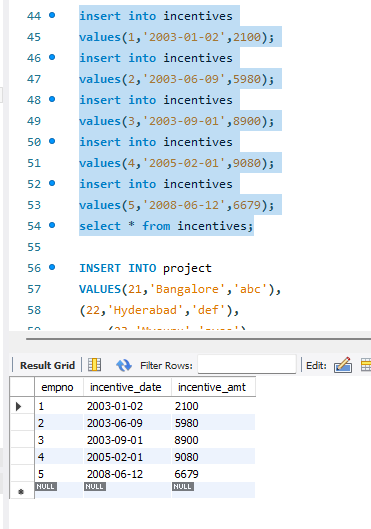 44 insert into incentives
45 values(1,'2003-01-02',2100);
46 insert into incentives
47 values(2,'2003-06-09',5980);
48 insert into incentives
49 values(3,'2003-09-01',8900);
50 insert into incentives
51 values(4,'2005-02-01',9080);
52 insert into incentives
53 values(5,'2008-06-12',6679);
54 select * from incentives;
55
56 INSERT INTO project
57 VALUES(21,'Bangalore','abc'),
58 (22,'Hyderabad','def'),
Result Grid Filter Rows: Edit:
empno incentive_date incentive_amt
1 2003-01-02 2100
2 2003-06-09 5980
3 2003-09-01 8900
4 2005-02-01 9080
5 2008-06-12 6679
NULL NULL NULL